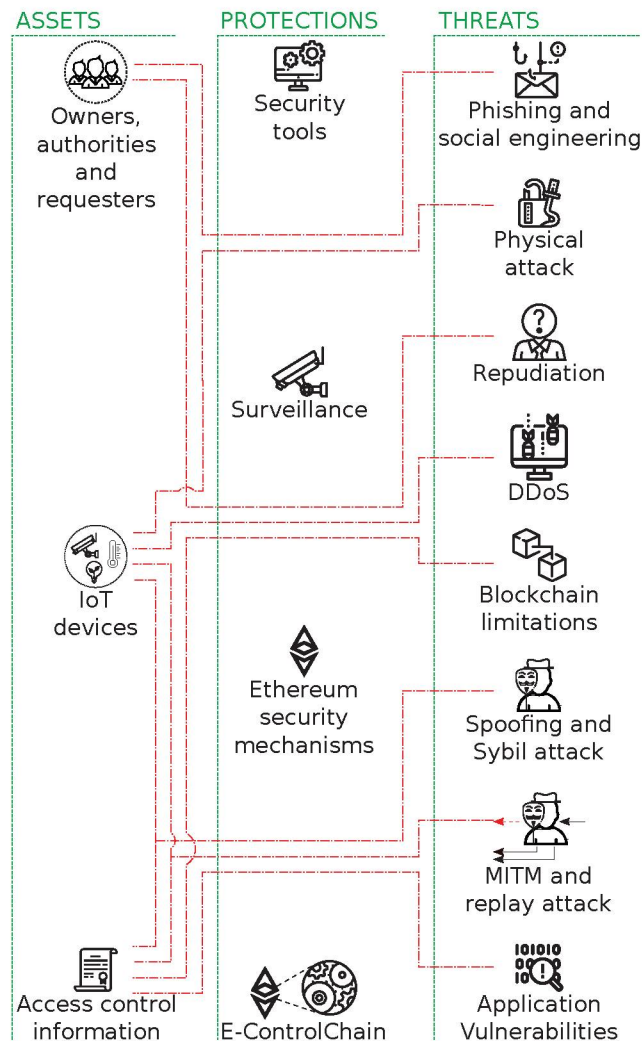 ASSETS
PROTECTIONS
THREATS
Owners,
authorities
and
requesters
Security
tools
Phishing and
social engineering
Physical
attack
?
Repudiation
Surveillance
DDoS
IoT
devices
Blockchain
limitations
Ethereum
security
mechanisms
Spoofing and
Sybil attack
MITM and
replay attack
Access control
information
E-ControlChain
Application
Vulnerabilities